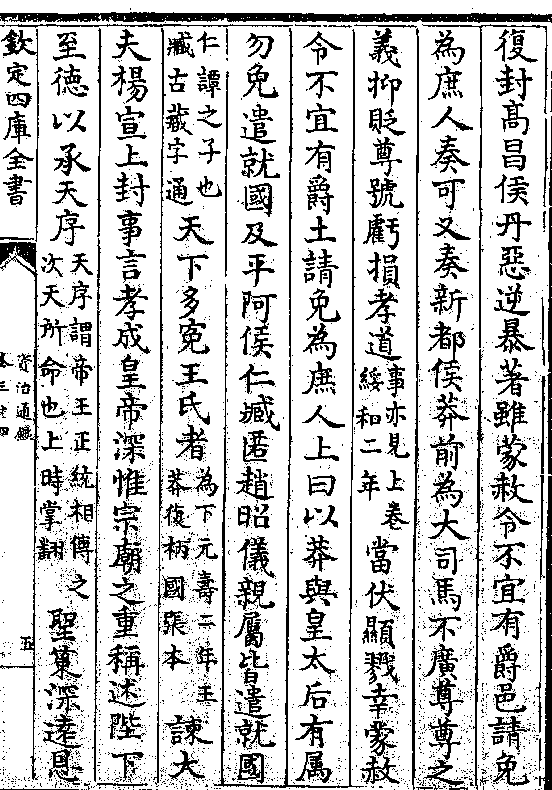 復封髙昌侯丹惡逆暴著雖蒙赦令不宜有爵邑請免
為庶人奏可又奏新都侯莽前為大司馬不廣尊尊之
義抑貶尊號虧損孝道事亦見上卷綏和二年當伏顯戮幸蒙赦
令不宜有爵土請免為庶人上曰以莽與皇太后有属
勿免遣就國及平阿侯仁臧匿趙昭儀親屬皆遣就國
仁譚之子也臧古藏字通天下多寃王氏者為下元壽二年王莽復柄國張本諫大
夫楊宣上封事言孝成皇帝深惟宗廟之重稱述陛下
至德以承天序天序謂帝王正統相傳之次天所命也上時掌翻聖策深遠恩
欽定四庫全書
資治通鑑
五